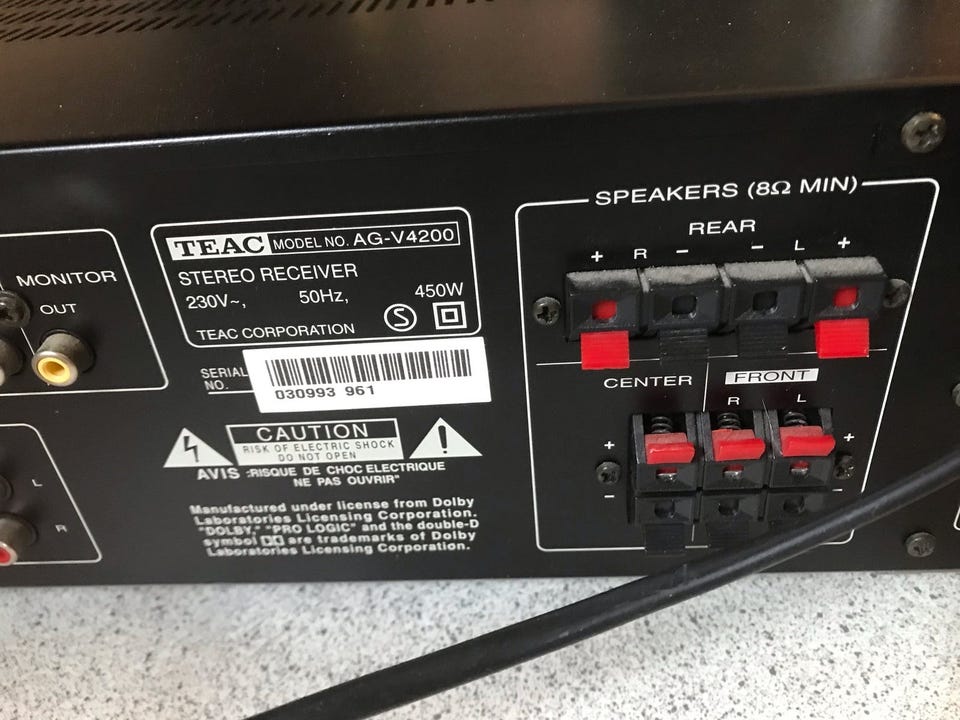 MONITOR
OUT
L
R
TEAC MODEL NO. AG-V4200
STEREO RECEIVER
230V~, 50Hz, 450W
TEAC CORPORATION S
SERIAL
NO.
030993 961
CAUTION
RISK OF ELECTRIC SHOCK
DO NOT OPEN
AVIS :RISQUE DE CHOC ELECTRIQUE
NE PAS OUVRIR"
Manufactured under license from Dolby
Laboratories Licensing Corporation.
"DOLBY," "PRO LOGIC" and the double-D
symbol are trademarks of Dolby
Laboratories Licensing Corporation.
SPEAKERS (8Ω MIN)
REAR
+ R − − L +
CENTER FRONT
R L
+ +
− −